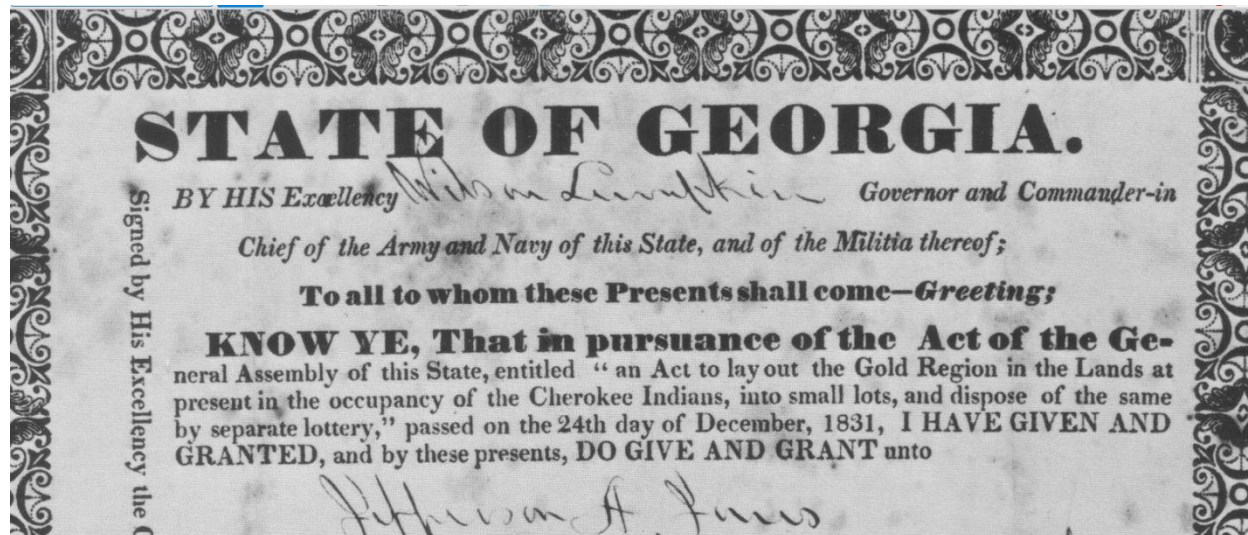 STATE OF GEORGIA.
BY HIS Excellency Wilson Lumpkin Governor and Commander-in
Chief of the Army and Navy of this State, and of the Militia thereof;
To all to whom these Presents shall come—Greeting;
KNOW YE, That in pursuance of the Act of the Ge-
neral Assembly of this State, entitled “ an Act to lay out the Gold Region in the Lands at
present in the occupancy of the Cherokee Indians, into small lots, and dispose of the same
by separate lottery,” passed on the 24th day of December, 1831, I HAVE GIVEN AND
GRANTED, and by these presents, DO GIVE AND GRANT unto
Jefferson A.
Signed by His Excellency the